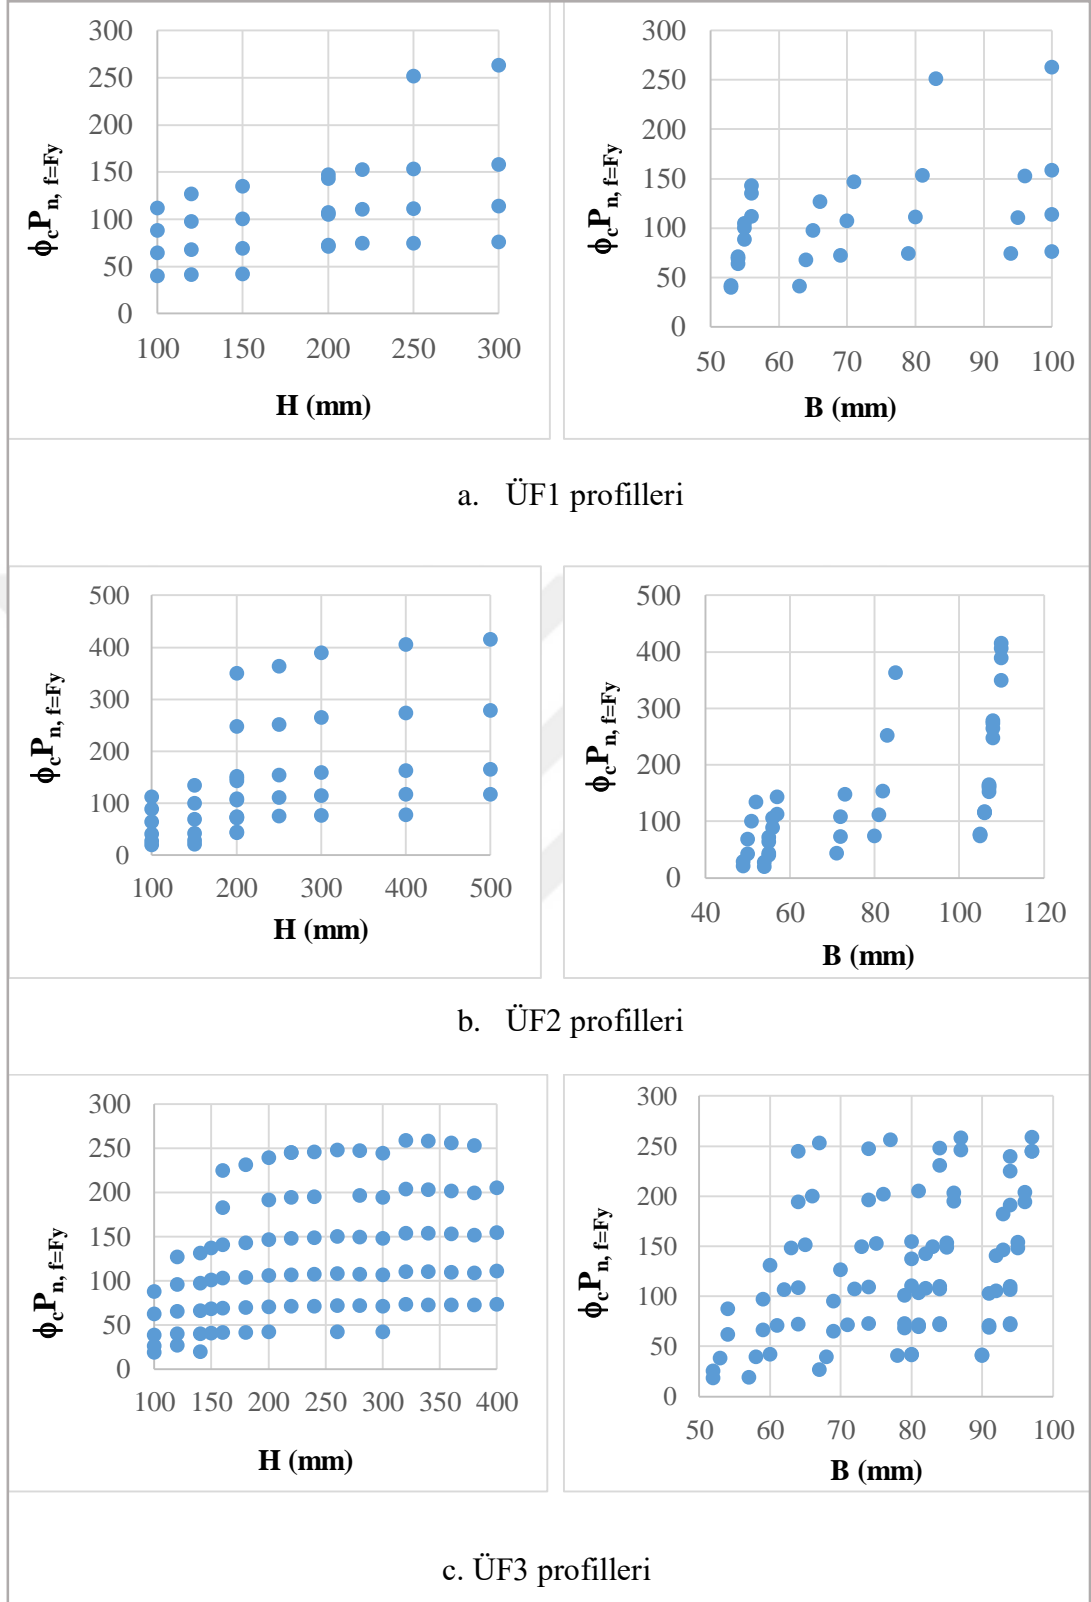 300
250
200
150
100
50
0
100 150 200 250 300
ϕcPn, f=Fy
H (mm)
300
250
200
150
100
50
0
50 60 70 80 90 100
ϕcPn, f=Fy
B (mm)
a. ÜF1 profilleri
500
400
300
200
100
0
100 200 300 400 500
ϕcPn, f=Fy
H (mm)
500
400
300
200
100
0
40 60 80 100 120
ϕcPn, f=Fy
B (mm)
b. ÜF2 profilleri
300
250
200
150
100
50
0
100 150 200 250 300 350 400
ϕcPn, f=Fy
H (mm)
300
250
200
150
100
50
0
50 60 70 80 90 100
ϕcPn, f=Fy
B (mm)
c. ÜF3 profilleri